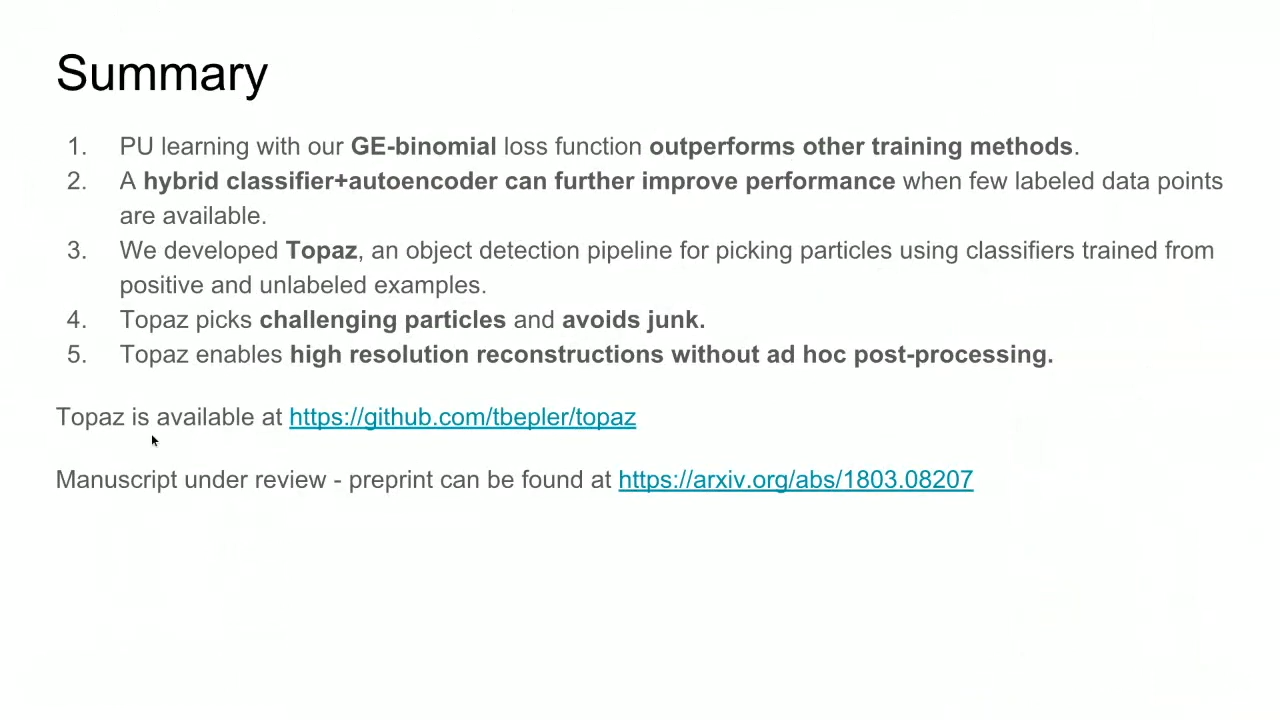 Summary
1. PU learning with our GE-binomial loss function outperforms other training methods.
2. A hybrid classifier+autoencoder can further improve performance when few labeled data points
are available.
3. We developed Topaz, an object detection pipeline for picking particles using classifiers trained from
positive and unlabeled examples.
4. Topaz picks challenging particles and avoids junk.
5. Topaz enables high resolution reconstructions without ad hoc post-processing.
Topaz is available at https://github.com/tbepler/topaz
Manuscript under review - preprint can be found at https://arxiv.org/abs/1803.08207